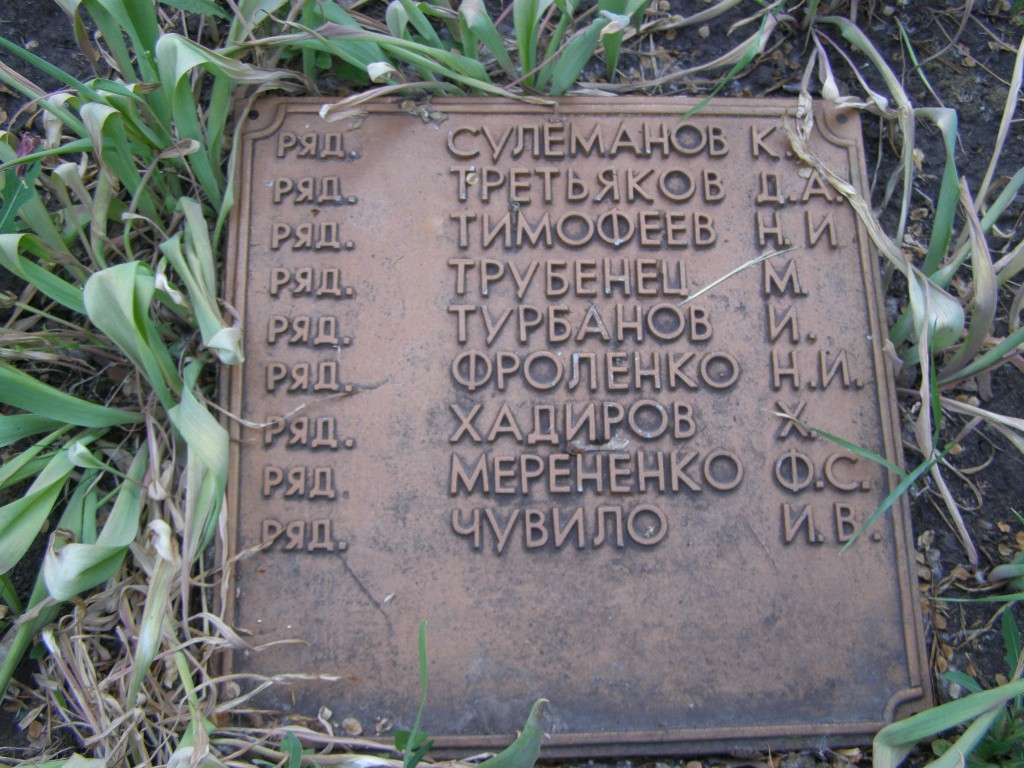 РЯД. СУЛЕМАНОВ К.
РЯД. ТРЕТЬЯКОВ Д.А.
РЯД. ТИМОФЕЕВ Н.И.
РЯД. ТРУБЕНЕЦ М.
РЯД. ТУРБАНОВ И.
РЯД. ФРОЛЕНКО Н.И.
РЯД. ХАДИРОВ Х.
РЯД. МЕРЕНЕНКО Ф.С.
РЯД. ЧУВИЛО И.В.